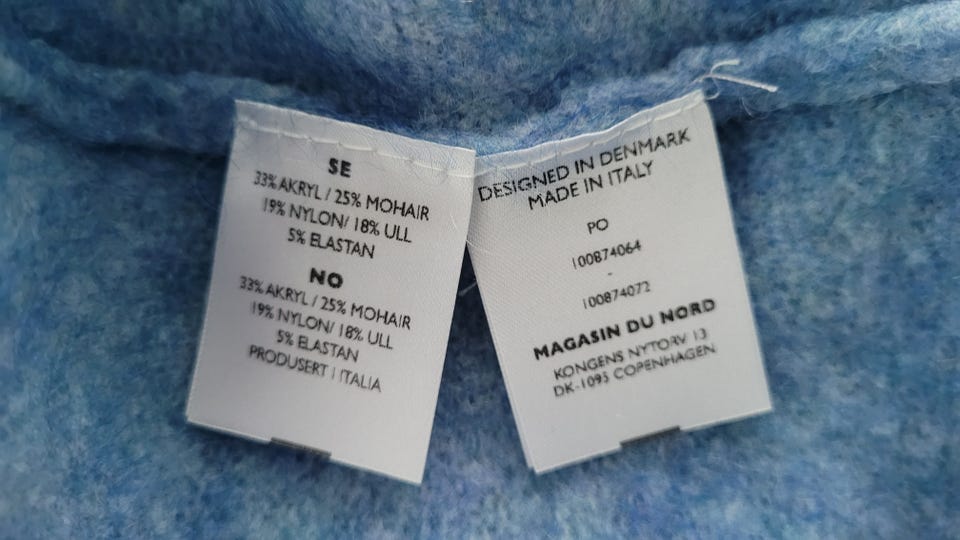 SE
33% AKRYL / 25% MOHAIR
19% NYLON/ 18% ULL
5% ELASTAN
NO
33% AKRYL / 25% MOHAIR
19% NYLON/ 18% ULL
5% ELASTAN
PRODUSERT I ITALIA
DESIGNED IN DENMARK
MADE IN ITALY
PO
100874064
-
100874072
MAGASIN DU NORD
KONGENS NYTORV 13
DK-1095 COPENHAGEN